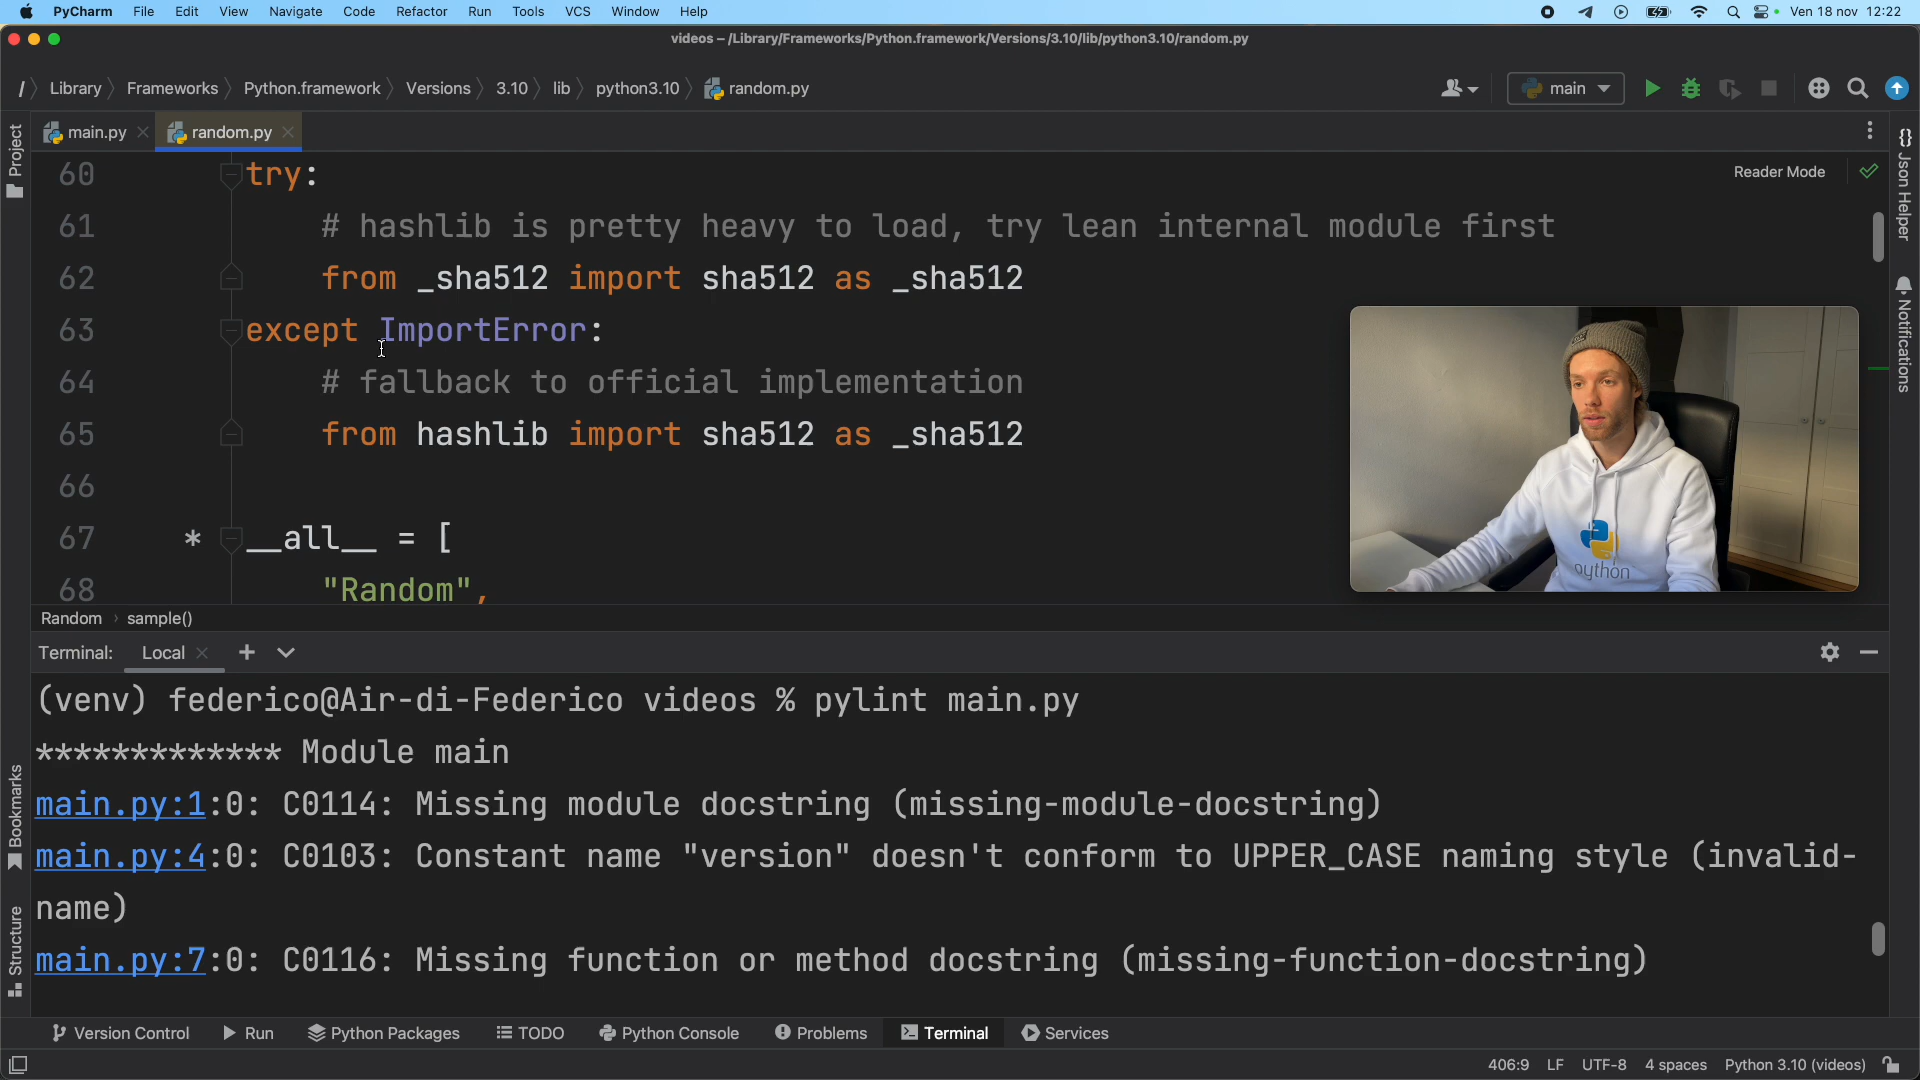 PyCharm File Edit View Navigate Code Refactor Run Tools VCS Window Help Ven 18 nov 12:22
videos – /Library/Frameworks/Python.framework/Versions/3.10/lib/python3.10/random.py
/ Library Frameworks Python.framework Versions 3.10 lib python3.10 random.py main
main.py random.py
Project
Json Helper
Notifications
Reader Mode
60 try:
61 # hashlib is pretty heavy to load, try lean internal module first
62 from _sha512 import sha512 as _sha512
63 except ImportError:
64 # fallback to official implementation
65 from hashlib import sha512 as _sha512
66
67 * __all__ = [
68 "Random",
python
Random › sample()
Terminal: Local
(venv) federico@Air-di-Federico videos % pylint main.py
************* Module main
main.py:1:0: C0114: Missing module docstring (missing-module-docstring)
main.py:4:0: C0103: Constant name "version" doesn't conform to UPPER_CASE naming style (invalid-
name)
main.py:7:0: C0116: Missing function or method docstring (missing-function-docstring)
Bookmarks
Structure
Version Control Run Python Packages TODO Python Console Problems Terminal Services
406:9 LF UTF-8 4 spaces Python 3.10 (videos)